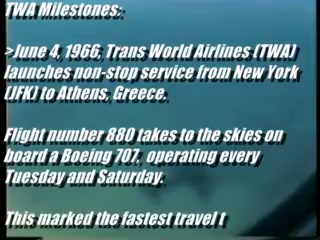 TWA Milestones:
>June 4, 1966, Trans World Airlines (TWA)
launches non-stop service from New York
(JFK) to Athens, Greece.
Flight number 880 takes to the skies on
board a Boeing 707, operating every
Tuesday and Saturday.
This marked the fastest travel t